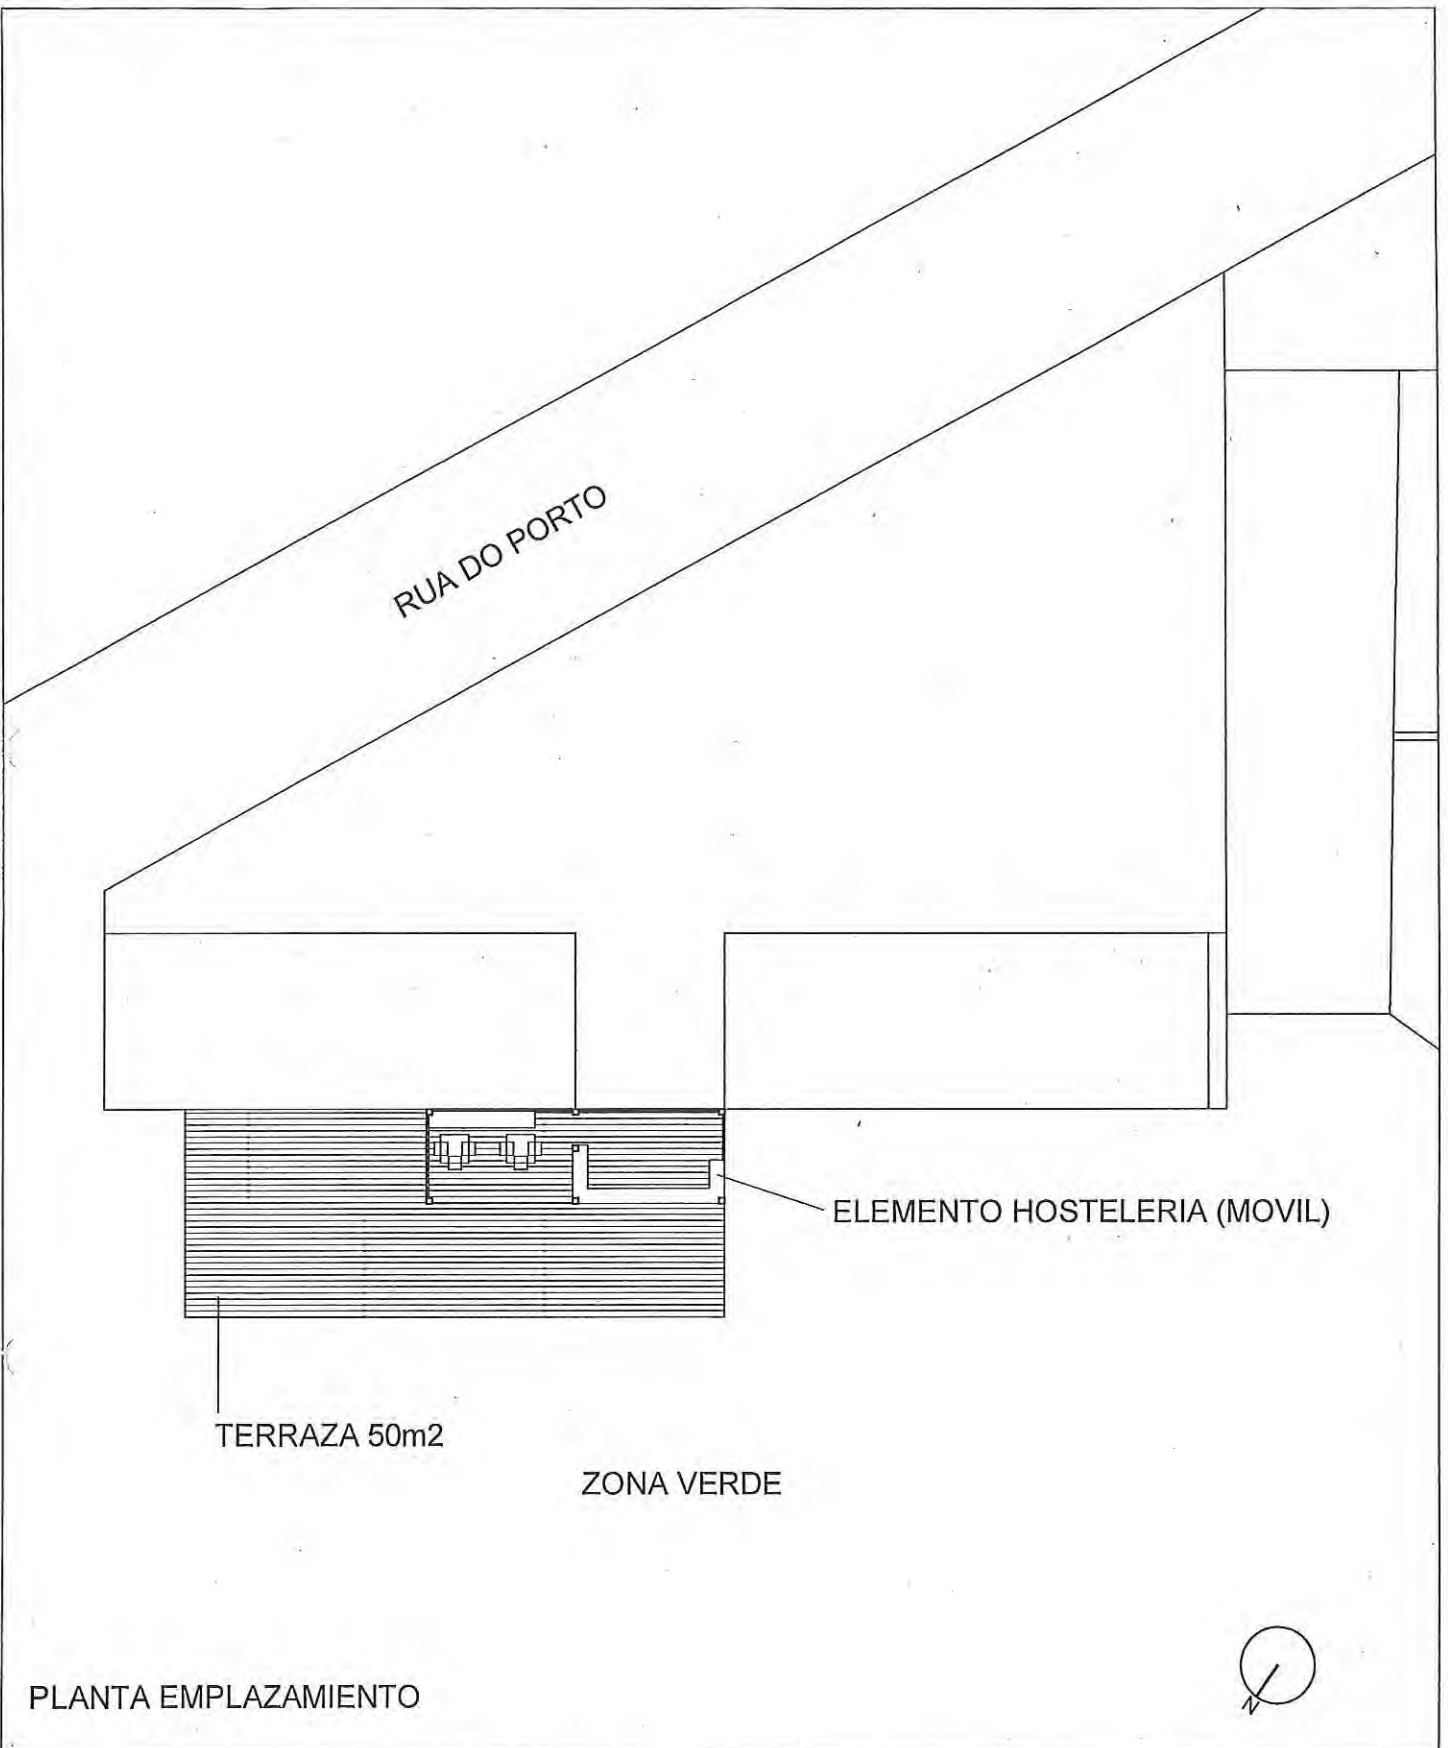 RUA DO PORTO
ELEMENTO HOSTELERIA (MOVIL)
TERRAZA 50m2
ZONA VERDE
PLANTA EMPLAZAMIENTO
N